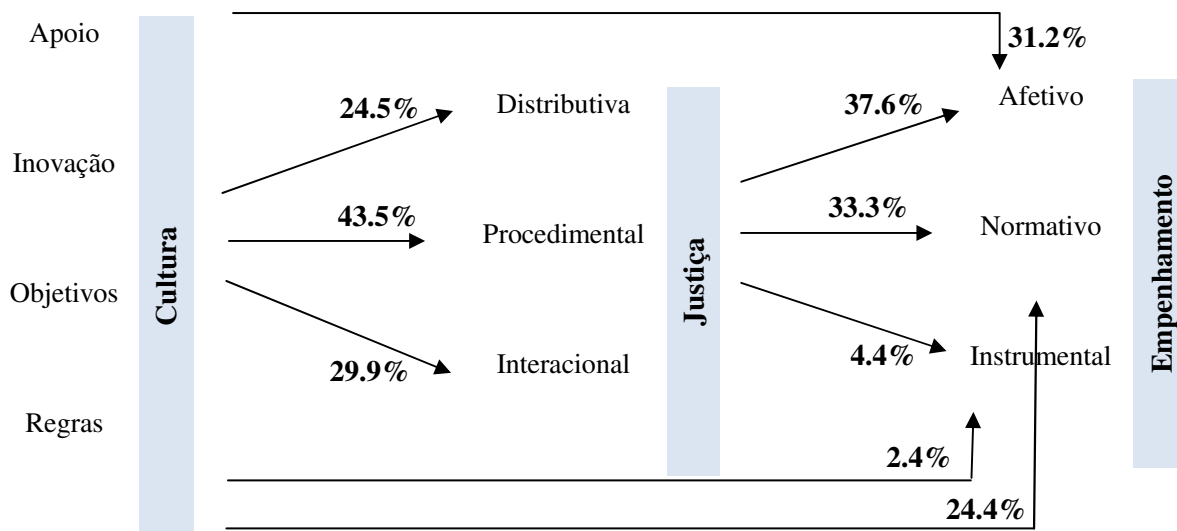 Apoio
31.2%
Afetivo
Distributiva
24.5%
37.6%
Inovação
43.5%
Procedimental
33.3%
Normativo
Cultura
Justiça
Empenhamento
Objetivos
29.9%
Interacional
4.4%
Instrumental
Regras
2.4%
24.4%